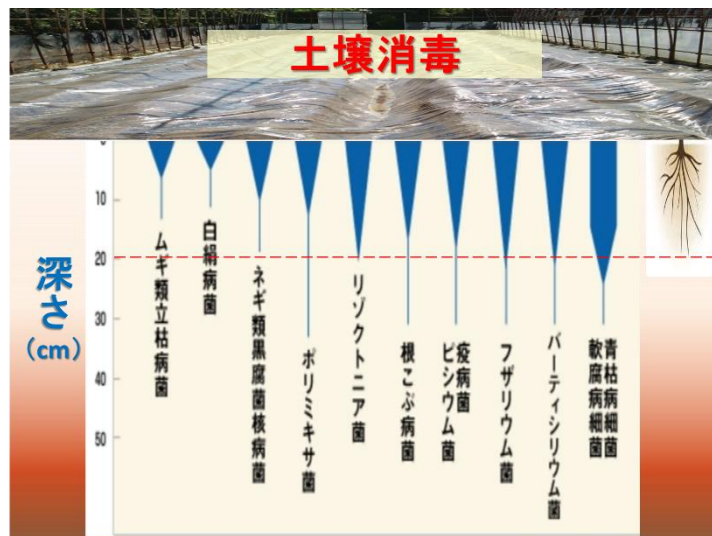 土壌消毒
0
10
20
30
40
50
深さ
(cm)
ムギ類立枯病菌
白絹病菌
ネギ類黒腐菌核病菌
ポリミキサ菌
リゾクトニア菌
根こぶ病菌
疫病菌
ピシウム菌
フザリウム菌
バーティシリウム菌
青枯病細菌
軟腐病細菌